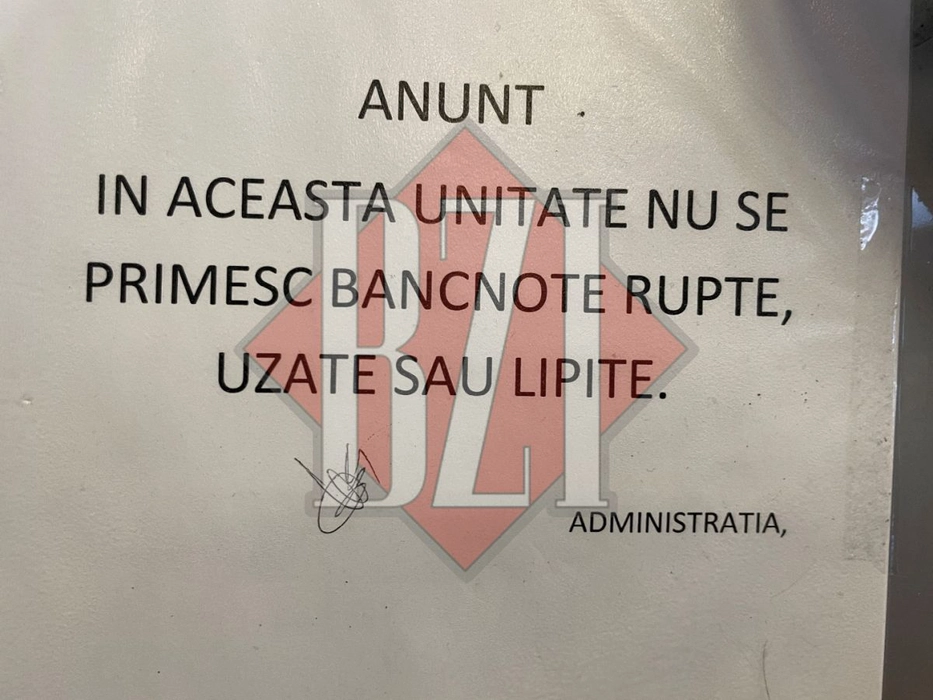 ANUNT
IN ACEASTA UNITATE NU SE
PRIMESC BANCNOTE RUPTE,
UZATE SAU LIPITE.
ADMINISTRATIA,
BZI